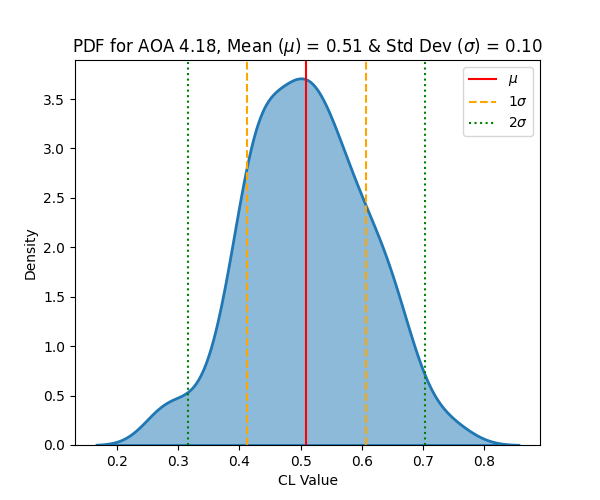 PDF for AOA 4.18, Mean (μ) = 0.51 & Std Dev (σ) = 0.10
μ
1σ
2σ
3.5
3.0
2.5
2.0
1.5
1.0
0.5
0.0
Density
0.2 0.3 0.4 0.5 0.6 0.7 0.8
CL Value